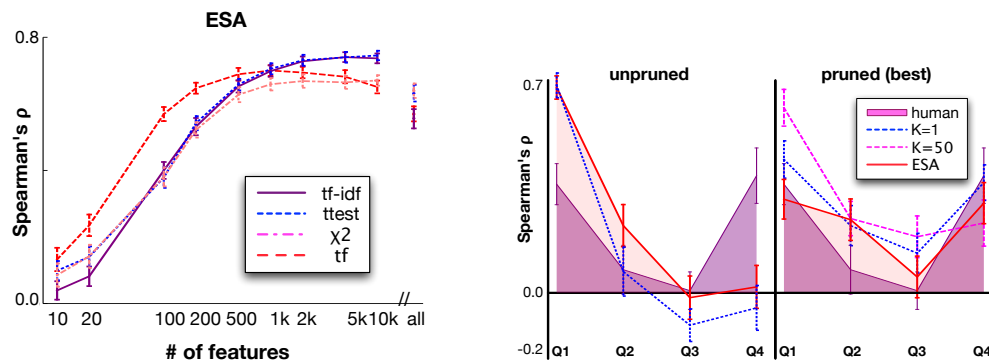 ESA
Spearman's ρ
0.8
0.0
tf-idf
ttest
χ2
tf
10 20 100 200 500 1k 2k 5k 10k // all
# of features
unpruned
pruned (best)
Spearman's ρ
0.7
0.0
-0.2
human
K=1
K=50
ESA
Q1 Q2 Q3 Q4 Q1 Q2 Q3 Q4